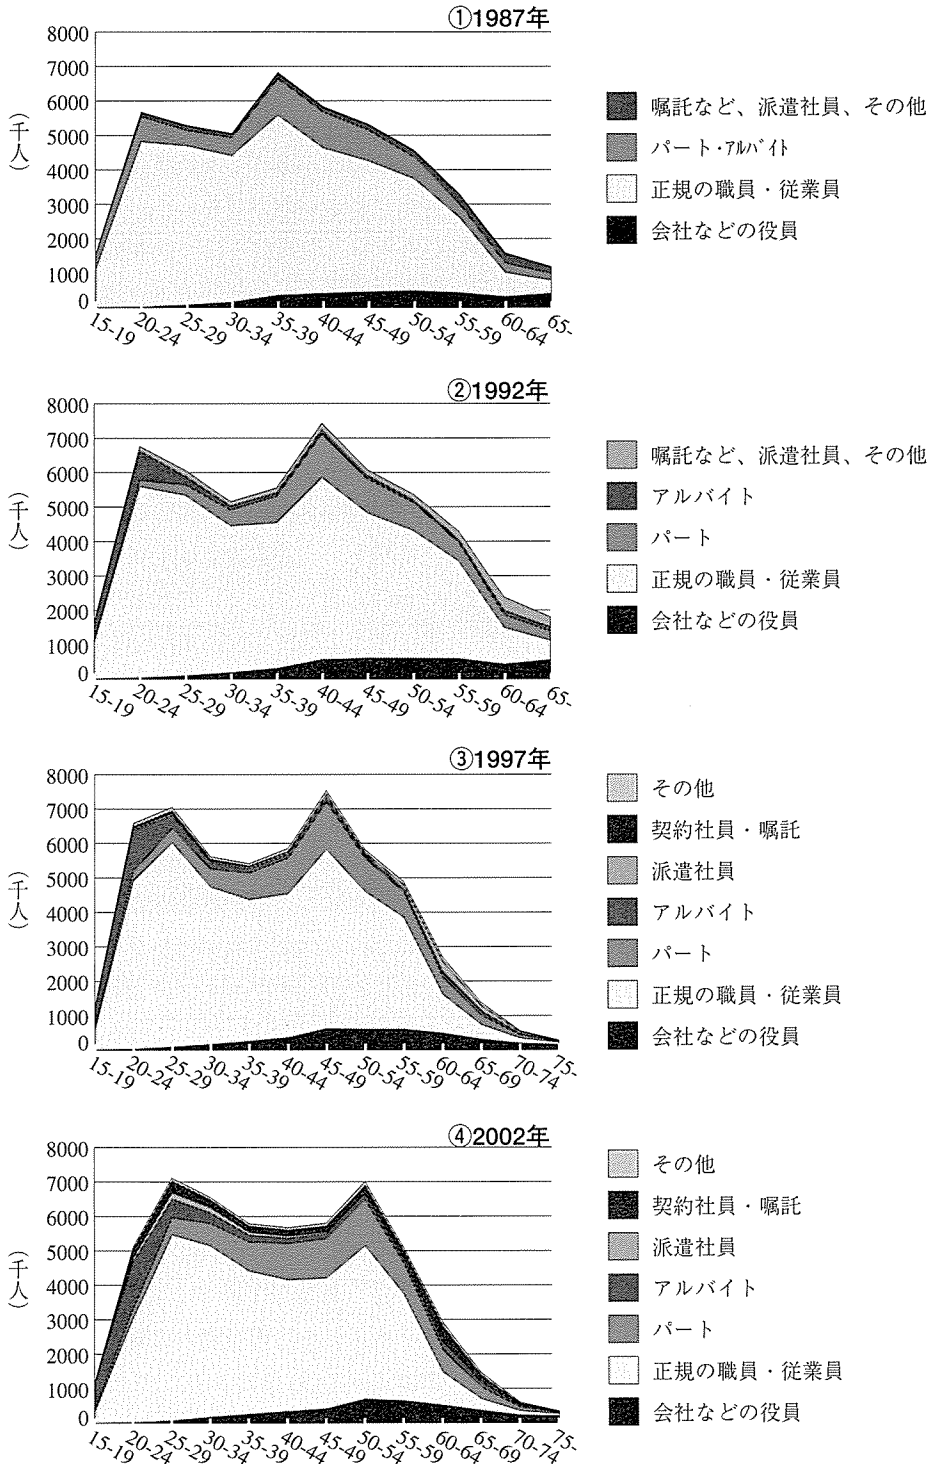 ①1987年
8000
7000
6000
5000
4000
3000
2000
1000
0
（千人）
15-19
20-24
25-29
30-34
35-39
40-44
45-49
50-54
55-59
60-64
65-
嘱託など、派遣社員、その他
パート・アルバイト
正規の職員・従業員
会社などの役員
②1992年
8000
7000
6000
5000
4000
3000
2000
1000
0
（千人）
15-19
20-24
25-29
30-34
35-39
40-44
45-49
50-54
55-59
60-64
65-
嘱託など、派遣社員、その他
アルバイト
パート
正規の職員・従業員
会社などの役員
③1997年
8000
7000
6000
5000
4000
3000
2000
1000
0
（千人）
15-19
20-24
25-29
30-34
35-39
40-44
45-49
50-54
55-59
60-64
65-69
70-74
75-
その他
契約社員・嘱託
派遣社員
アルバイト
パート
正規の職員・従業員
会社などの役員
④2002年
8000
7000
6000
5000
4000
3000
2000
1000
0
（千人）
15-19
20-24
25-29
30-34
35-39
40-44
45-49
50-54
55-59
60-64
65-69
70-74
75-
その他
契約社員・嘱託
派遣社員
アルバイト
パート
正規の職員・従業員
会社などの役員